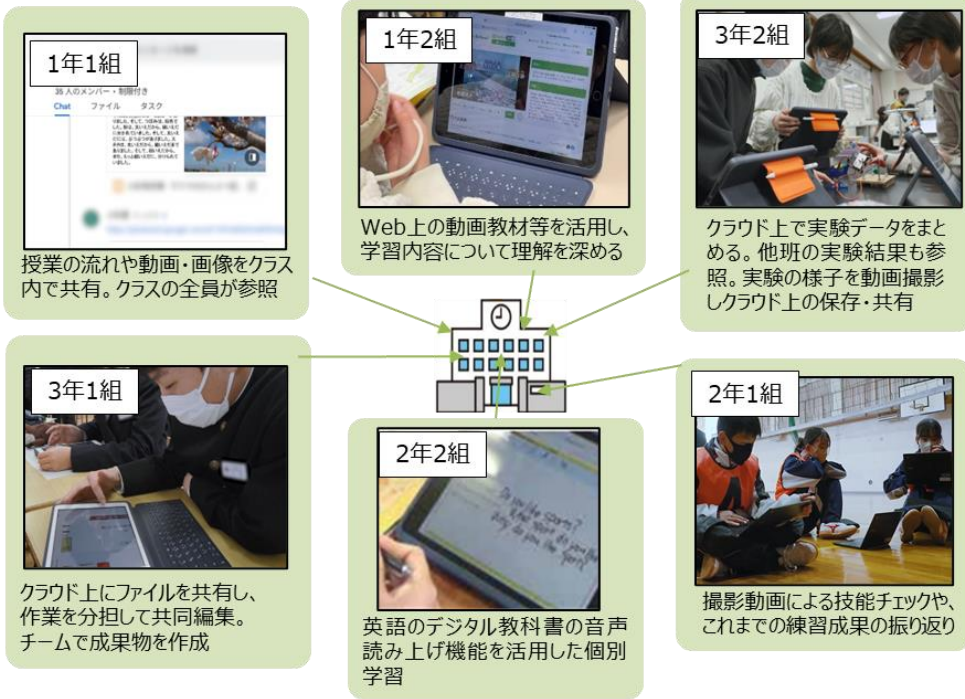 1年1組
35 人のメンバー・制限付き
Chat ファイル タスク
授業の流れや動画・画像をクラス
内で共有。クラスの全員が参照
1年2組
Web上の動画教材等を活用し、
学習内容について理解を深める
3年2組
クラウド上で実験データをまと
める。他班の実験結果も参
照。実験の様子を動画撮影
しクラウド上の保存・共有
3年1組
クラウド上にファイルを共有し、
作業を分担して共同編集。
チームで成果物を作成
2年2組
Do you like sports?
英語のデジタル教科書の音声
読み上げ機能を活用した個別
学習
2年1組
撮影動画による技能チェックや、
これまでの練習成果の振り返り